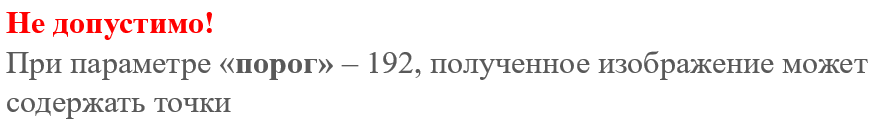 Не допустимо!
При параметре «порог» – 192, полученное изображение может
содержать точки